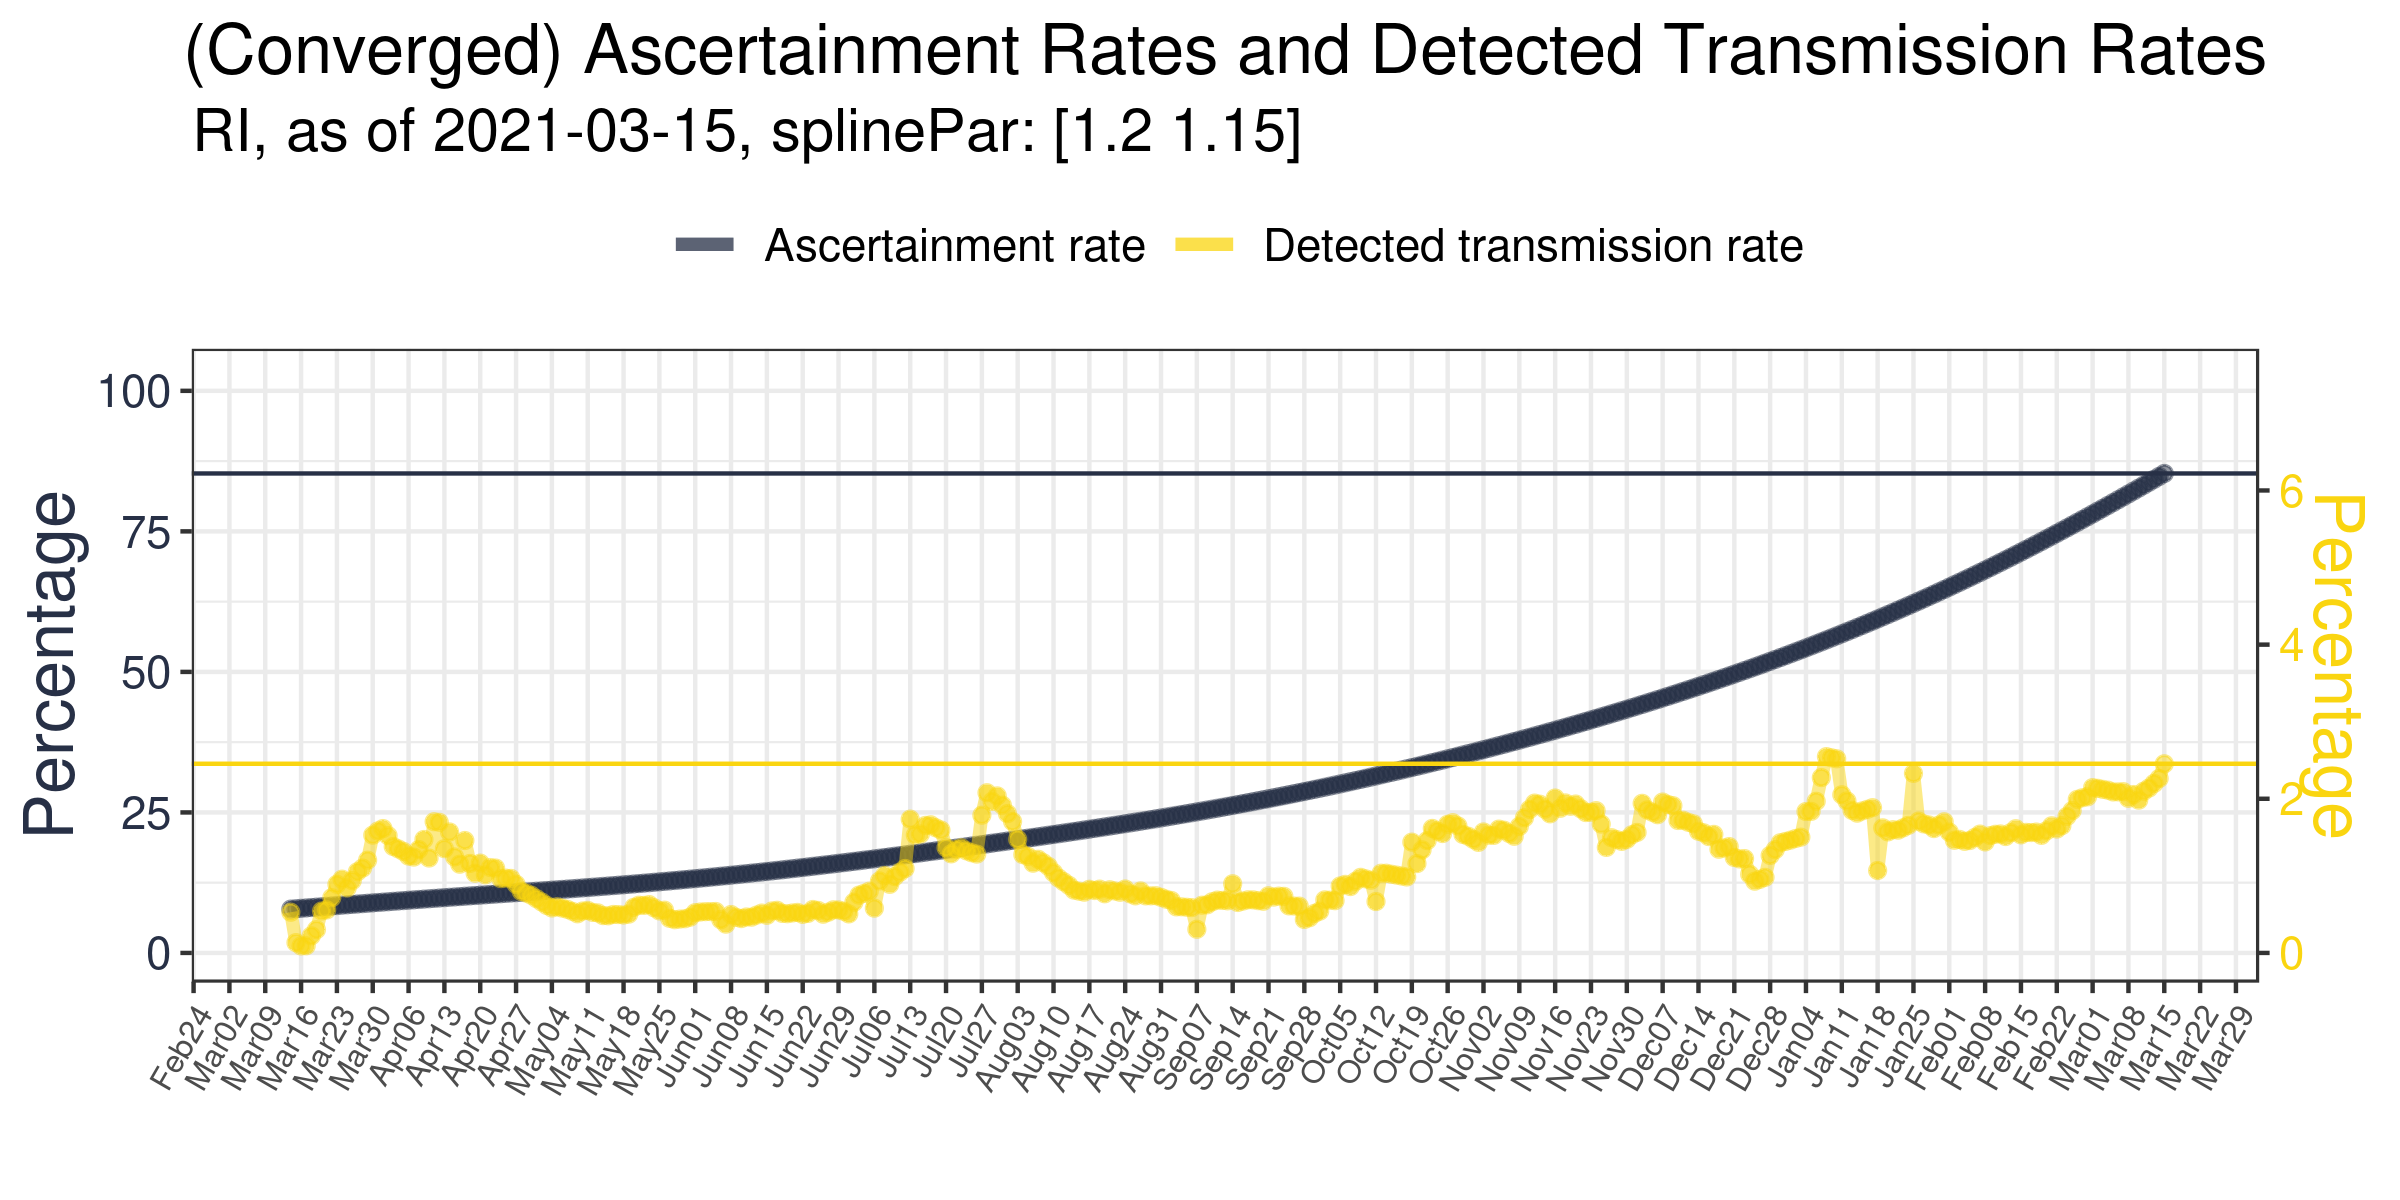 (Converged) Ascertainment Rates and Detected Transmission Rates
RI, as of 2021-03-15, splinePar: [1.2 1.15]
Ascertainment rate Detected transmission rate
Percentage
100
75
50
25
0
6
4
2
0
Percentage
Feb24 Mar02 Mar09 Mar16 Mar23 Mar30 Apr06 Apr13 Apr20 Apr27 May04 May11 May18 May25 Jun01 Jun08 Jun15 Jun22 Jun29 Jul06 Jul13 Jul20 Jul27 Aug03 Aug10 Aug17 Aug24 Aug31 Sep07 Sep14 Sep21 Sep28 Oct05 Oct12 Oct19 Oct26 Nov02 Nov09 Nov16 Nov23 Nov30 Dec07 Dec14 Dec21 Dec28 Jan04 Jan11 Jan18 Jan25 Feb01 Feb08 Feb15 Feb22 Mar01 Mar08 Mar15 Mar22 Mar29